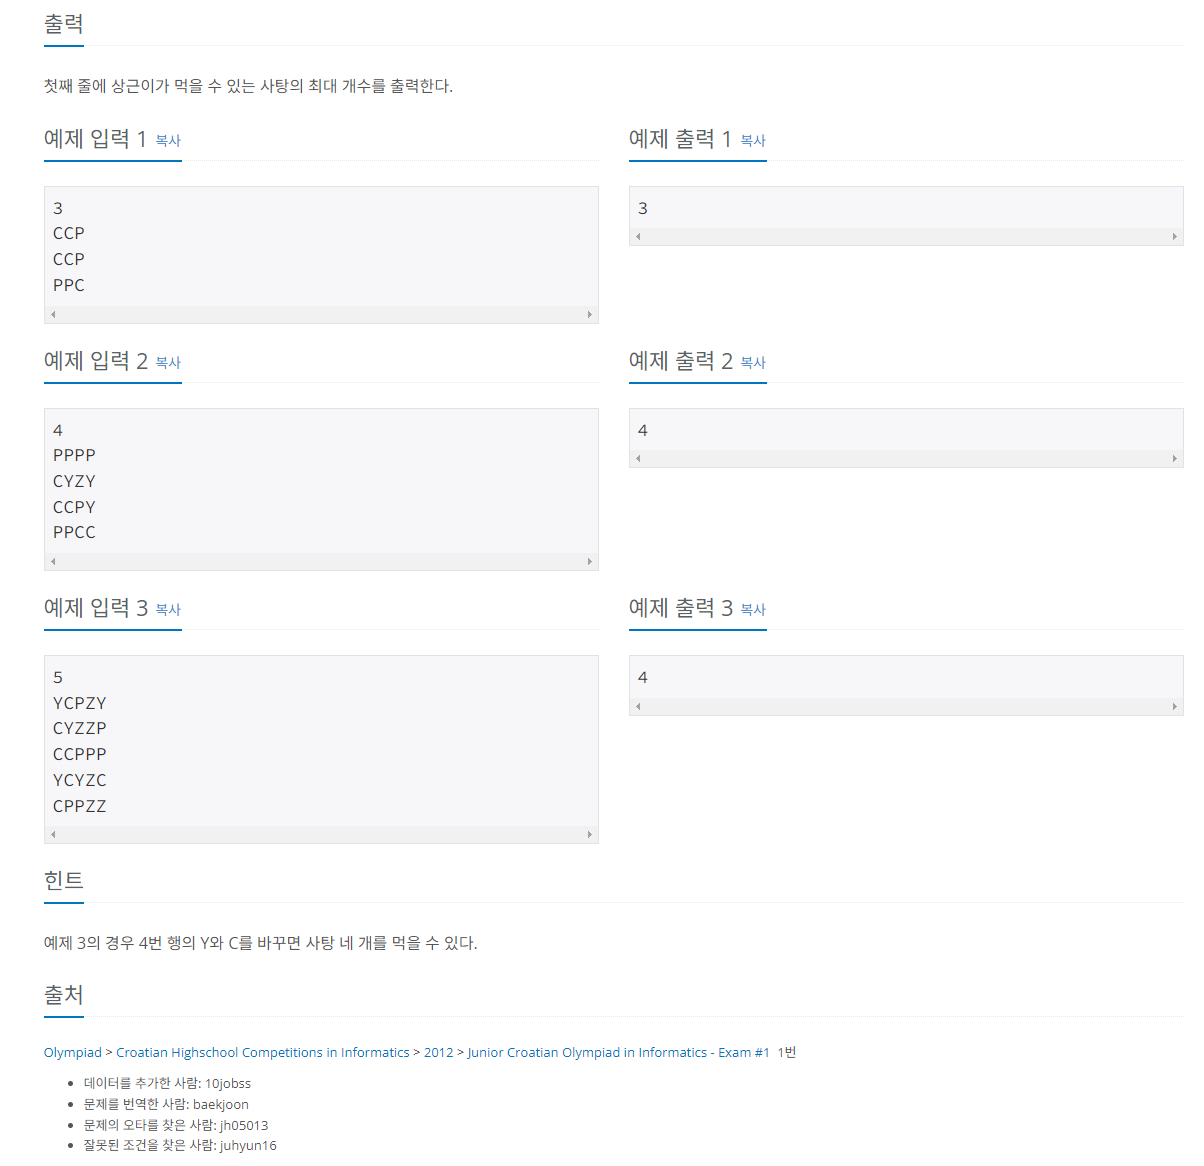 출력
첫째 줄에 상근이가 먹을 수 있는 사탕의 최대 개수를 출력한다.
예제 입력 1 복사
3
CCP
CCP
PPC
예제 출력 1 복사
3
예제 입력 2 복사
4
PPPP
CYZY
CCPY
PPCC
예제 출력 2 복사
4
예제 입력 3 복사
5
YCPZY
CYZZP
CCPPP
YCYZC
CPPZZ
예제 출력 3 복사
4
힌트
예제 3의 경우 4번 행의 Y와 C를 바꾸면 사탕 네 개를 먹을 수 있다.
출처
Olympiad > Croatian Highschool Competitions in Informatics > 2012 > Junior Croatian Olympiad in Informatics - Exam #1 1번
데이터를 추가한 사람: 10jobss
문제를 번역한 사람: baekjoon
문제의 오타를 찾은 사람: jh05013
잘못된 조건을 찾은 사람: juhyun16